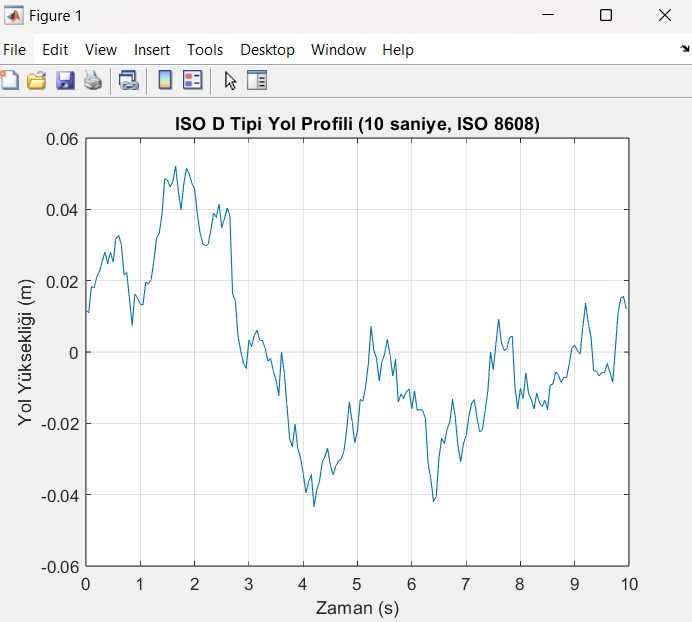 Figure 1
File Edit View Insert Tools Desktop Window Help
ISO D Tipi Yol Profili (10 saniye, ISO 8608)
0.06
0.04
0.02
0
-0.02
-0.04
-0.06
Yol Yüksekliği (m)
0 1 2 3 4 5 6 7 8 9 10
Zaman (s)